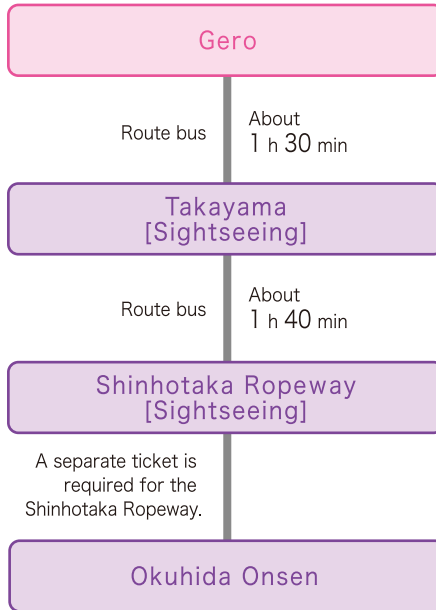 Gero
Route bus
About
1 h 30 min
Takayama
[Sightseeing]
Route bus
About
1 h 40 min
Shinhotaka Ropeway
[Sightseeing]
A separate ticket is
required for the
Shinhotaka Ropeway.
Okuhida Onsen